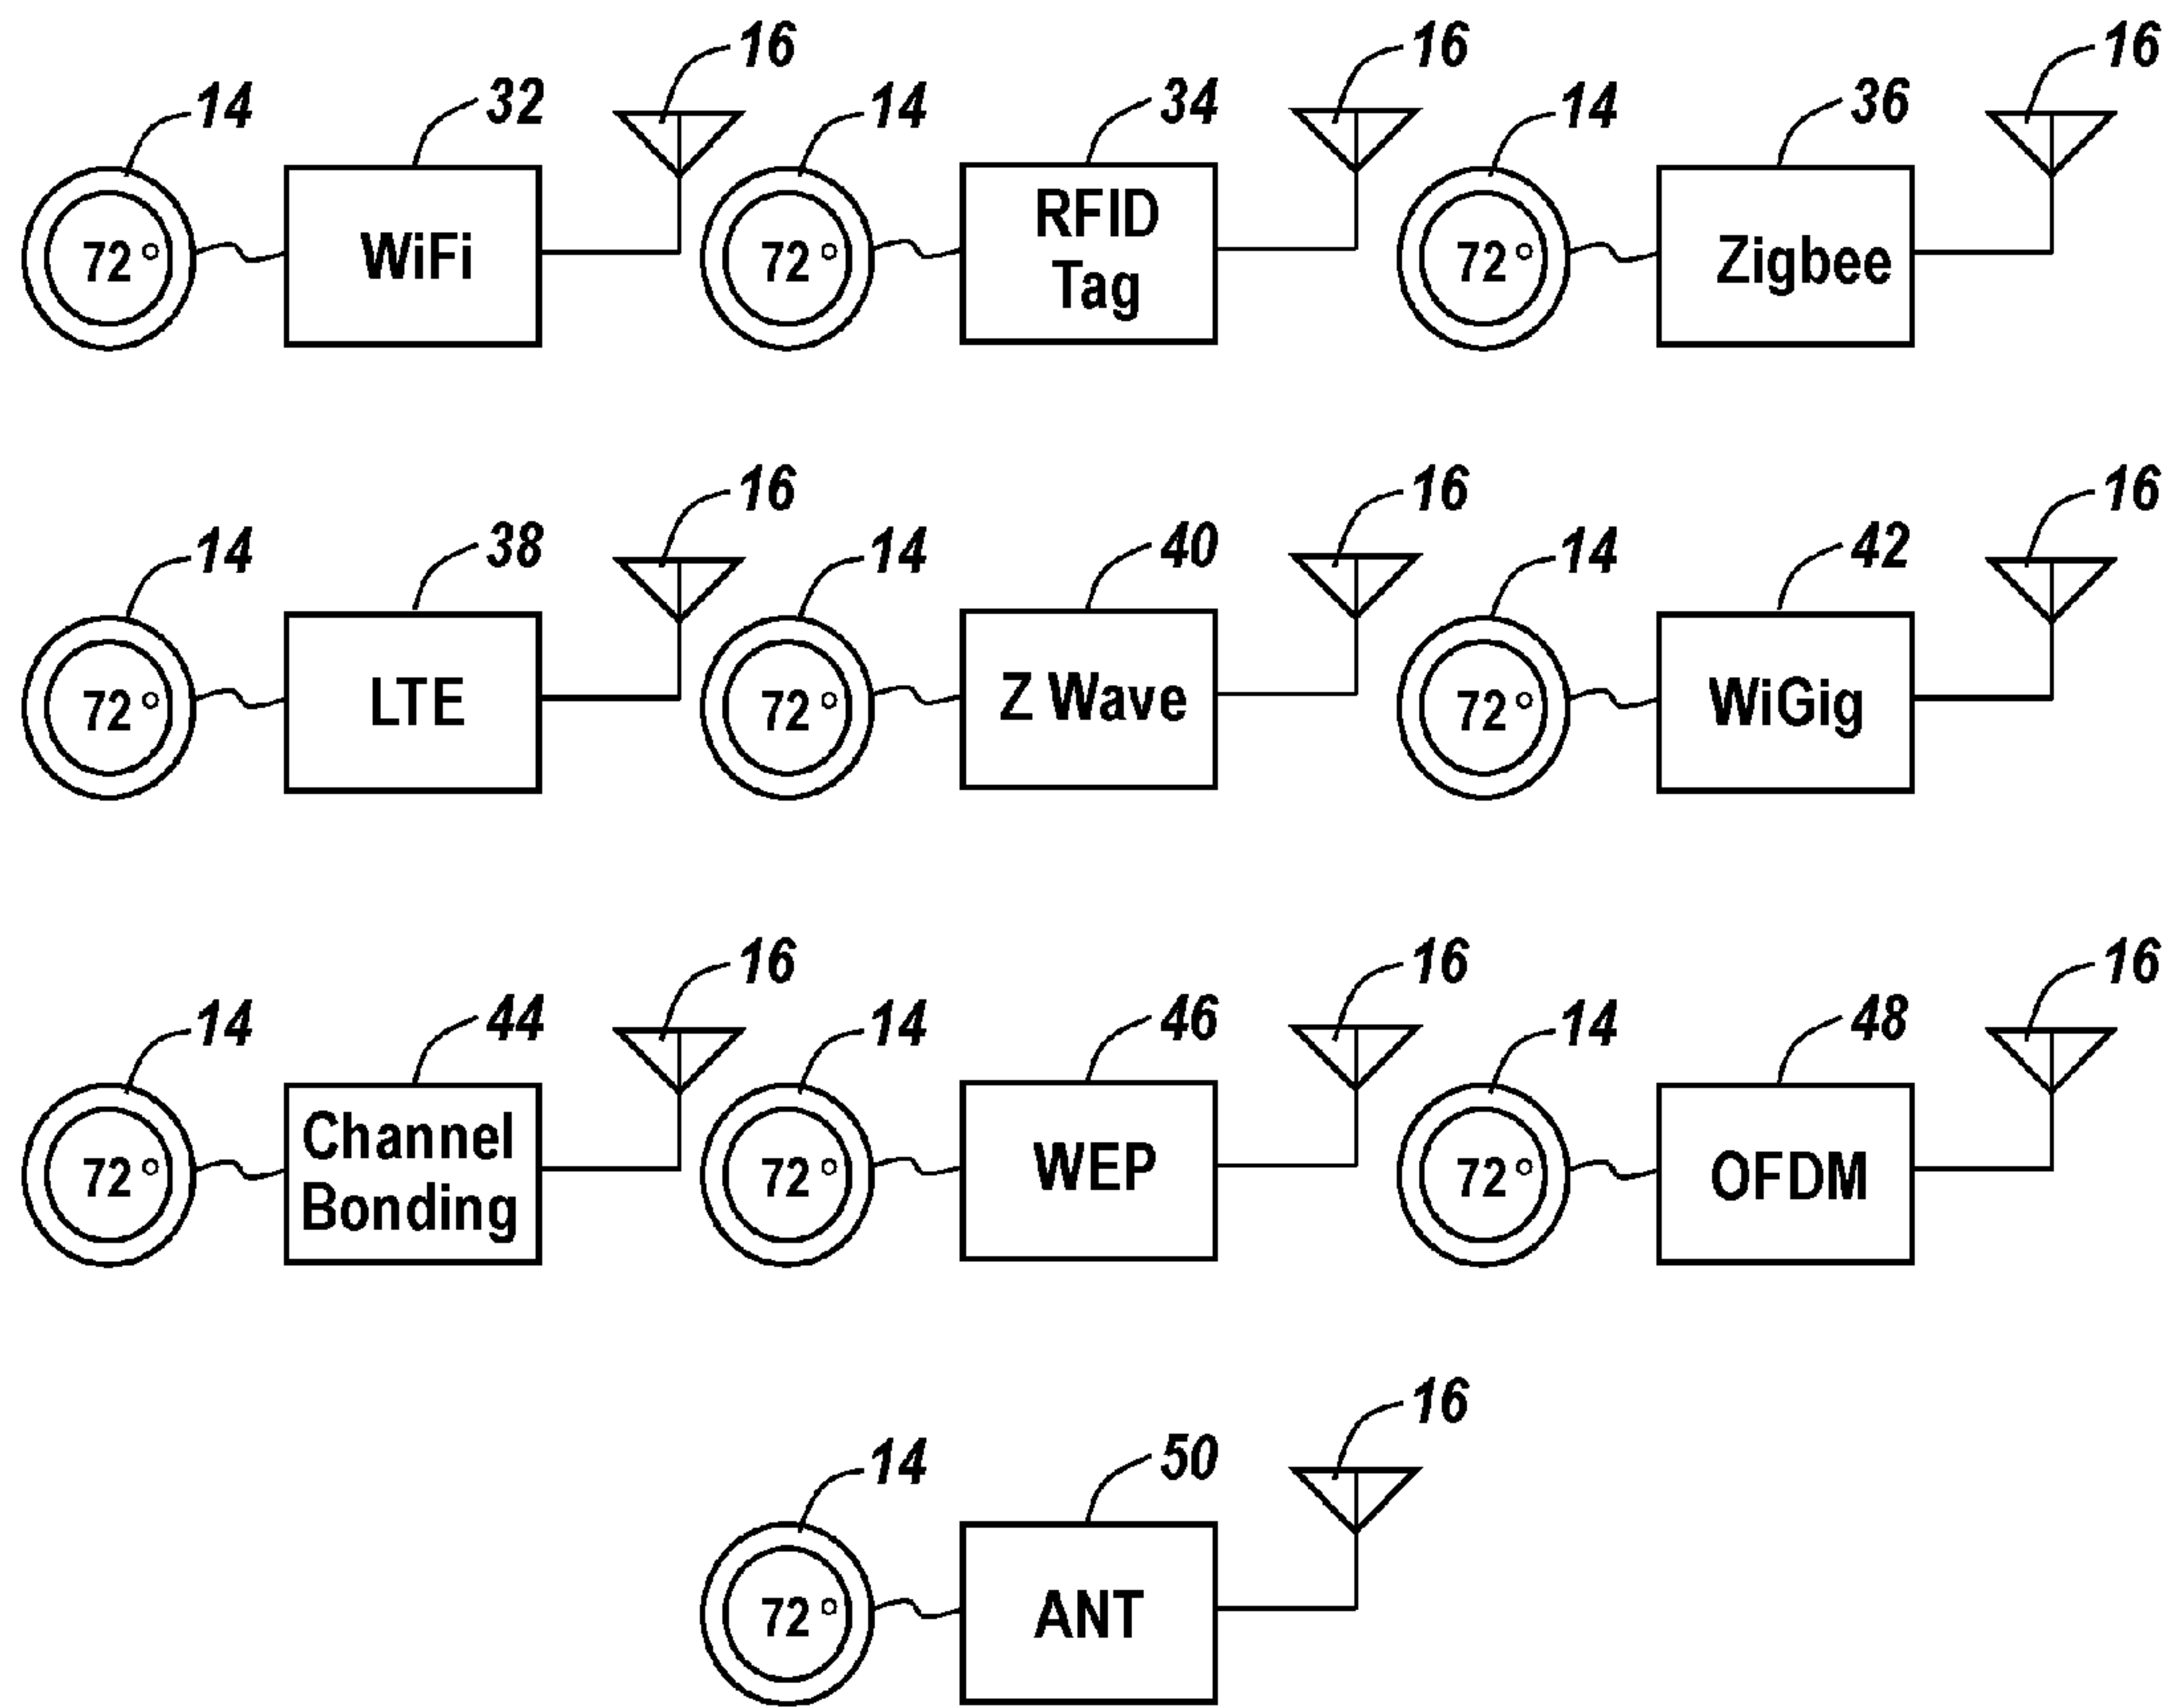 16 16 16
14 32 14 34 14 36
72° WiFi 72° RFID Tag 72° Zigbee
16 16 16
14 38 14 40 14 42
72° LTE 72° Z Wave 72° WiGig
16 16 16
14 44 14 46 14 48
72° Channel Bonding 72° WEP 72° OFDM
16
14 50
72° ANT